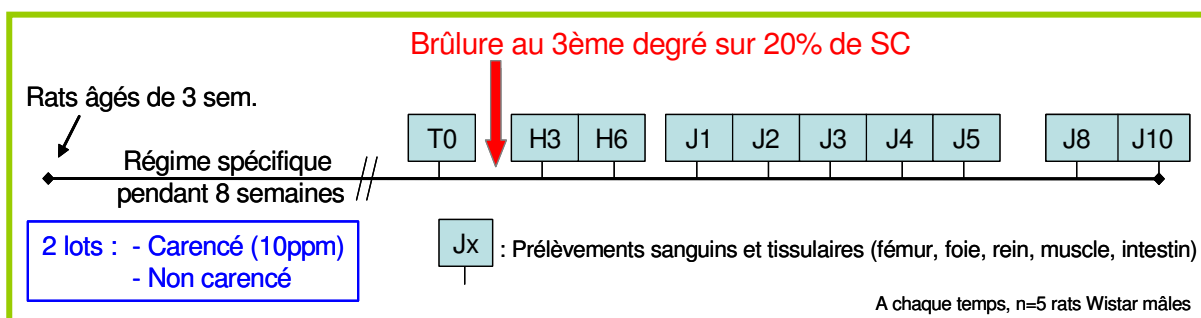 Brûlure au 3ème degré sur 20% de SC
Rats âgés de 3 sem.
T0 H3 H6 J1 J2 J3 J4 J5 J8 J10
Régime spécifique
pendant 8 semaines
2 lots : - Carencé (10ppm)
- Non carencé
Jx : Prélèvements sanguins et tissulaires (fémur, foie, rein, muscle, intestin)
A chaque temps, n=5 rats Wistar mâles